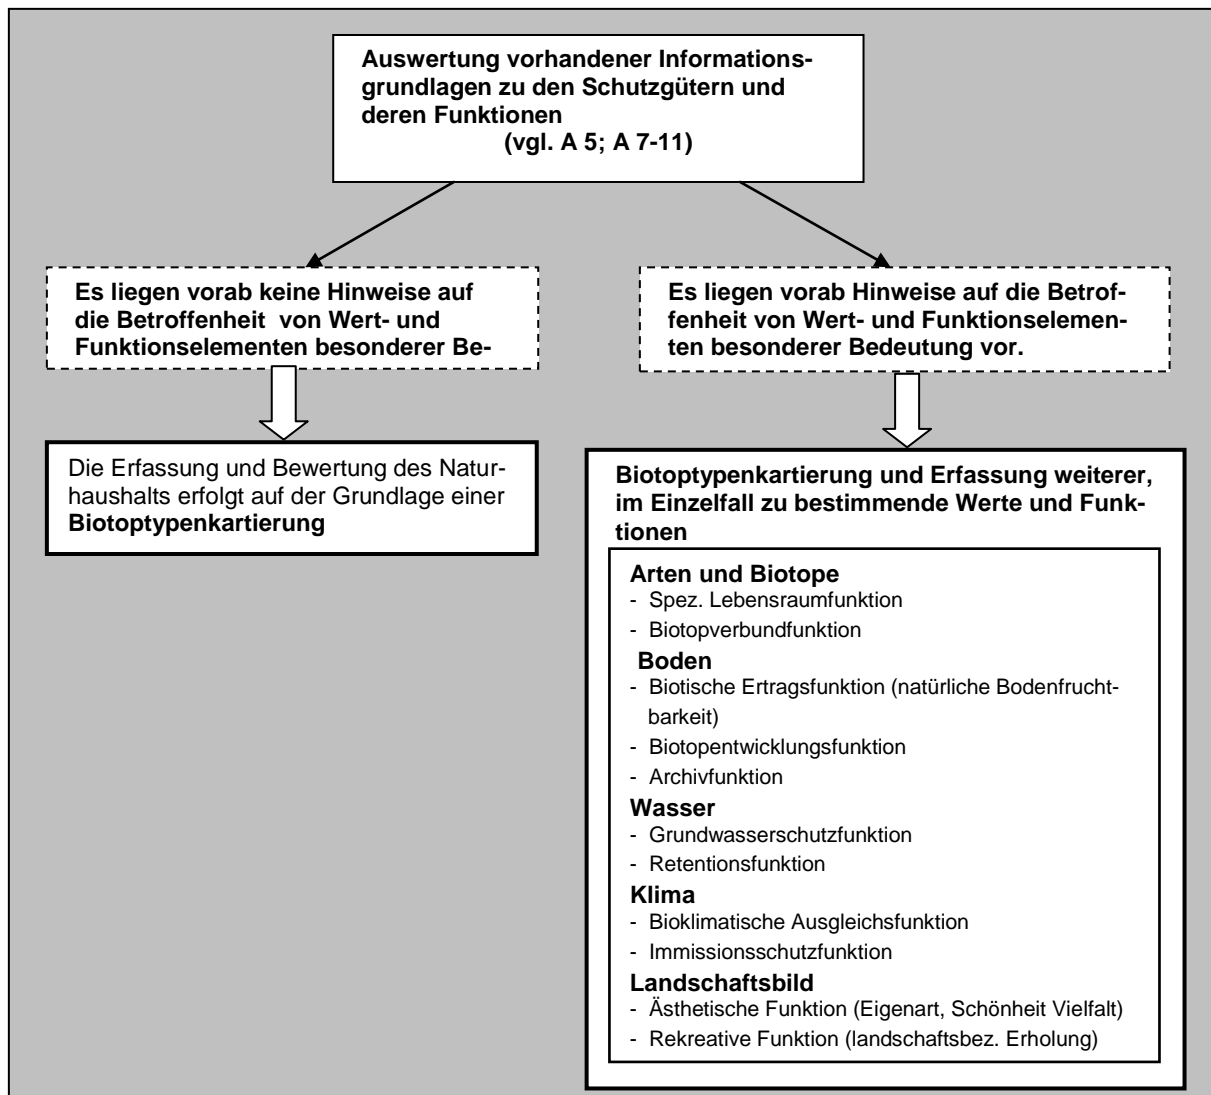 Auswertung vorhandener Informations-
grundlagen zu den Schutzgütern und
deren Funktionen
(vgl. A 5; A 7-11)
Es liegen vorab keine Hinweise auf
die Betroffenheit von Wert- und
Funktionselementen besonderer Be-
Es liegen vorab Hinweise auf die Betrof-
fenheit von Wert- und Funktionselemen-
ten besonderer Bedeutung vor.
Die Erfassung und Bewertung des Natur-
haushalts erfolgt auf der Grundlage einer
Biotoptypenkartierung
Biotoptypenkartierung und Erfassung weiterer,
im Einzelfall zu bestimmende Werte und Funk-
tionen
Arten und Biotope
- Spez. Lebensraumfunktion
- Biotopverbundfunktion
Boden
- Biotische Ertragsfunktion (natürliche Bodenfrucht-
barkeit)
- Biotopentwicklungsfunktion
- Archivfunktion
Wasser
- Grundwasserschutzfunktion
- Retentionsfunktion
Klima
- Bioklimatische Ausgleichsfunktion
- Immissionsschutzfunktion
Landschaftsbild
- Ästhetische Funktion (Eigenart, Schönheit Vielfalt)
- Rekreative Funktion (landschaftsbez. Erholung)